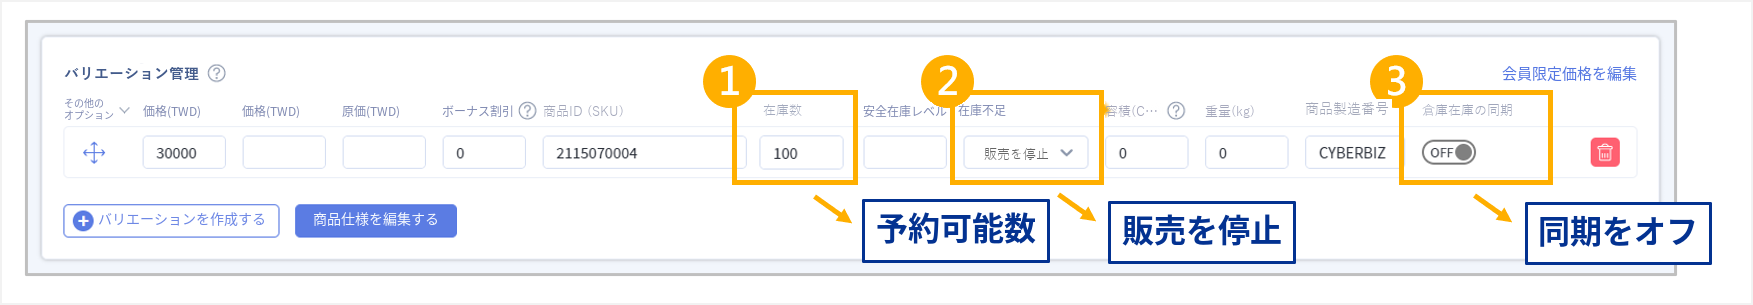 バリエーション管理 ?
会員限定価格を編集
1
2
3
その他の
オプション
価格(TWD)
価格(TWD)
原価(TWD)
ボーナス割引 ?
商品ID (SKU)
在庫数
安全在庫レベル
在庫不足
容積(C… ?
重量(kg)
商品製造番号
倉庫在庫の同期
30000
0
2115070004
100
販売を停止
0
0
CYBERBIZ
OFF
+ バリエーションを作成する
商品仕様を編集する
予約可能数
販売を停止
同期をオフ